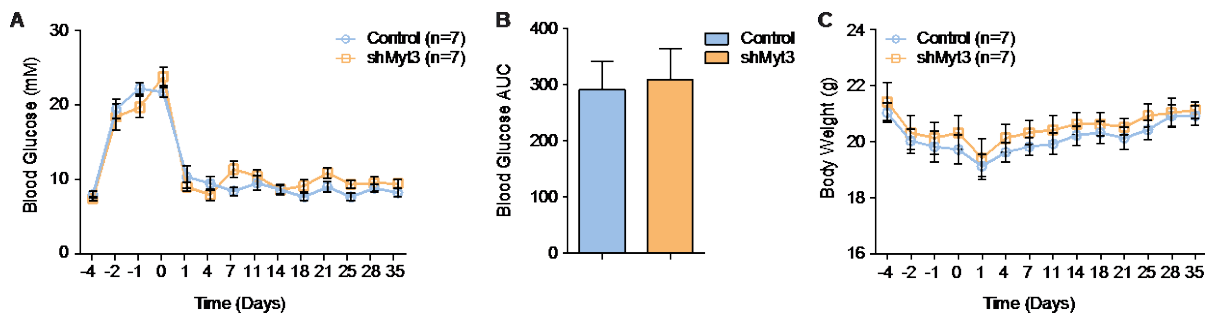 A
Blood Glucose (mM)
30
20
10
0
Control (n=7)
shMyt3 (n=7)
-4 -2 -1 0 1 4 7 11 14 18 21 25 28 35
Time (Days)
B
Blood Glucose AUC
400
300
200
100
0
Control
shMyt3
C
Body Weight (g)
24
22
20
18
16
Control (n=7)
shMyt3 (n=7)
-4 -2 -1 0 1 4 7 11 14 18 21 25 28 35
Time (Days)